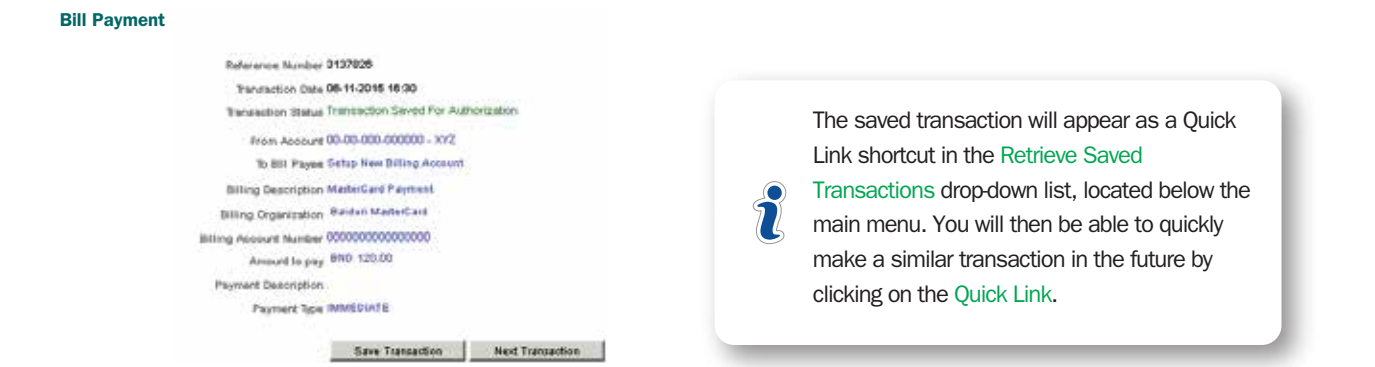 Bill Payment
Reference Number 3137826
Transaction Date 06-11-2015 16:30
Transaction Status Transaction Saved For Authorization
From Account 00-00-000-000000 - XYZ
To Bill Payee Setup New Billing Account
Billing Description MasterCard Payment
Billing Organization Baiduri MasterCard
Billing Account Number 0000000000000000
Amount to pay BND 120.00
Payment Description
Payment Type IMMEDIATE
Save Transaction Next Transaction
The saved transaction will appear as a Quick
Link shortcut in the Retrieve Saved
Transactions drop-down list, located below the
main menu. You will then be able to quickly
make a similar transaction in the future by
clicking on the Quick Link.